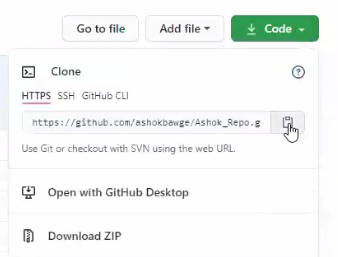 Go to file Add file Code
Clone
HTTPS SSH GitHub CLI
https://github.com/ashokbawge/Ashok_Repo.g
Use Git or checkout with SVN using the web URL.
Open with GitHub Desktop
Download ZIP